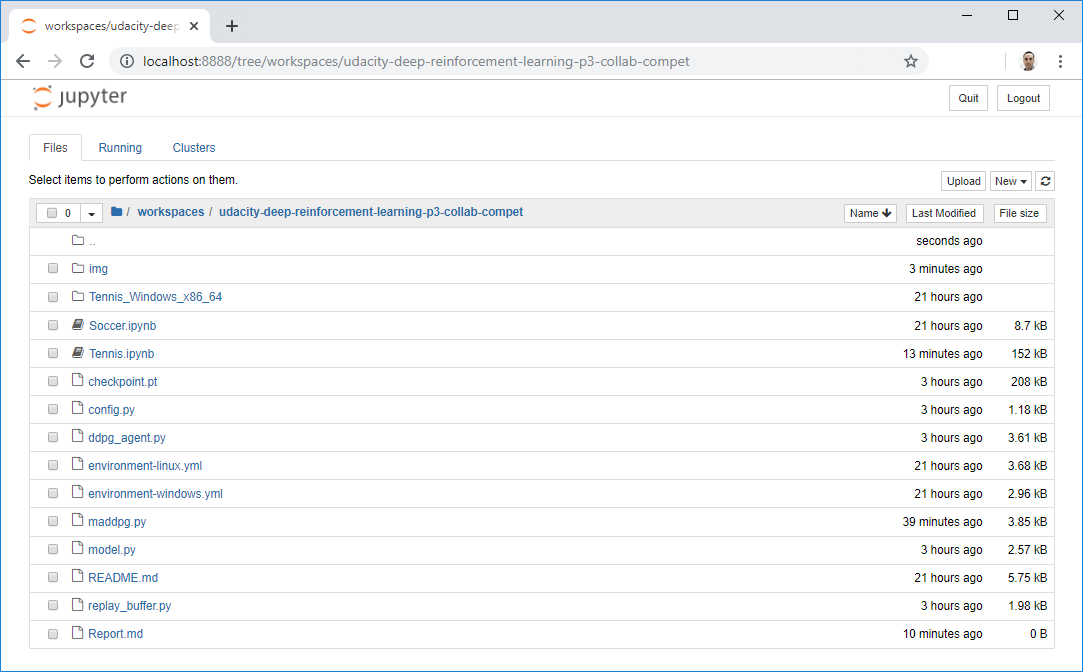 workspaces/udacity-deep
localhost:8888/tree/workspaces/udacity-deep-reinforcement-learning-p3-collab-compet
jupyter
Quit Logout
Files Running Clusters
Select items to perform actions on them.
Upload New
0 / workspaces / udacity-deep-reinforcement-learning-p3-collab-compet Name Last Modified File size
.. seconds ago
img 3 minutes ago
Tennis_Windows_x86_64 21 hours ago
Soccer.ipynb 21 hours ago 8.7 kB
Tennis.ipynb 13 minutes ago 152 kB
checkpoint.pt 3 hours ago 208 kB
config.py 3 hours ago 1.18 kB
ddpg_agent.py 3 hours ago 3.61 kB
environment-linux.yml 21 hours ago 3.68 kB
environment-windows.yml 21 hours ago 2.96 kB
maddpg.py 39 minutes ago 3.85 kB
model.py 3 hours ago 2.57 kB
README.md 21 hours ago 5.75 kB
replay_buffer.py 3 hours ago 1.98 kB
Report.md 10 minutes ago 0 B